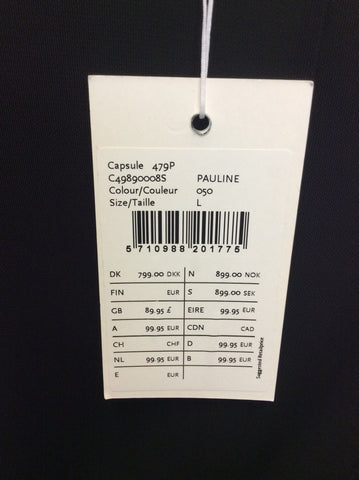 Capsule 479P
C49890008S PAULINE
Colour/Couleur 050
Size/Taille L
5 710988 201775
DK 799.00 DKK N 899.00 NOK
FIN EUR S 899.00 SEK
GB 89.95 £ EIRE 99.95 EUR
A 99.95 EUR CDN CAD
CH CHF D 99.95 EUR
NL 99.95 EUR B 99.95 EUR
E EUR
Suggested Retailprice